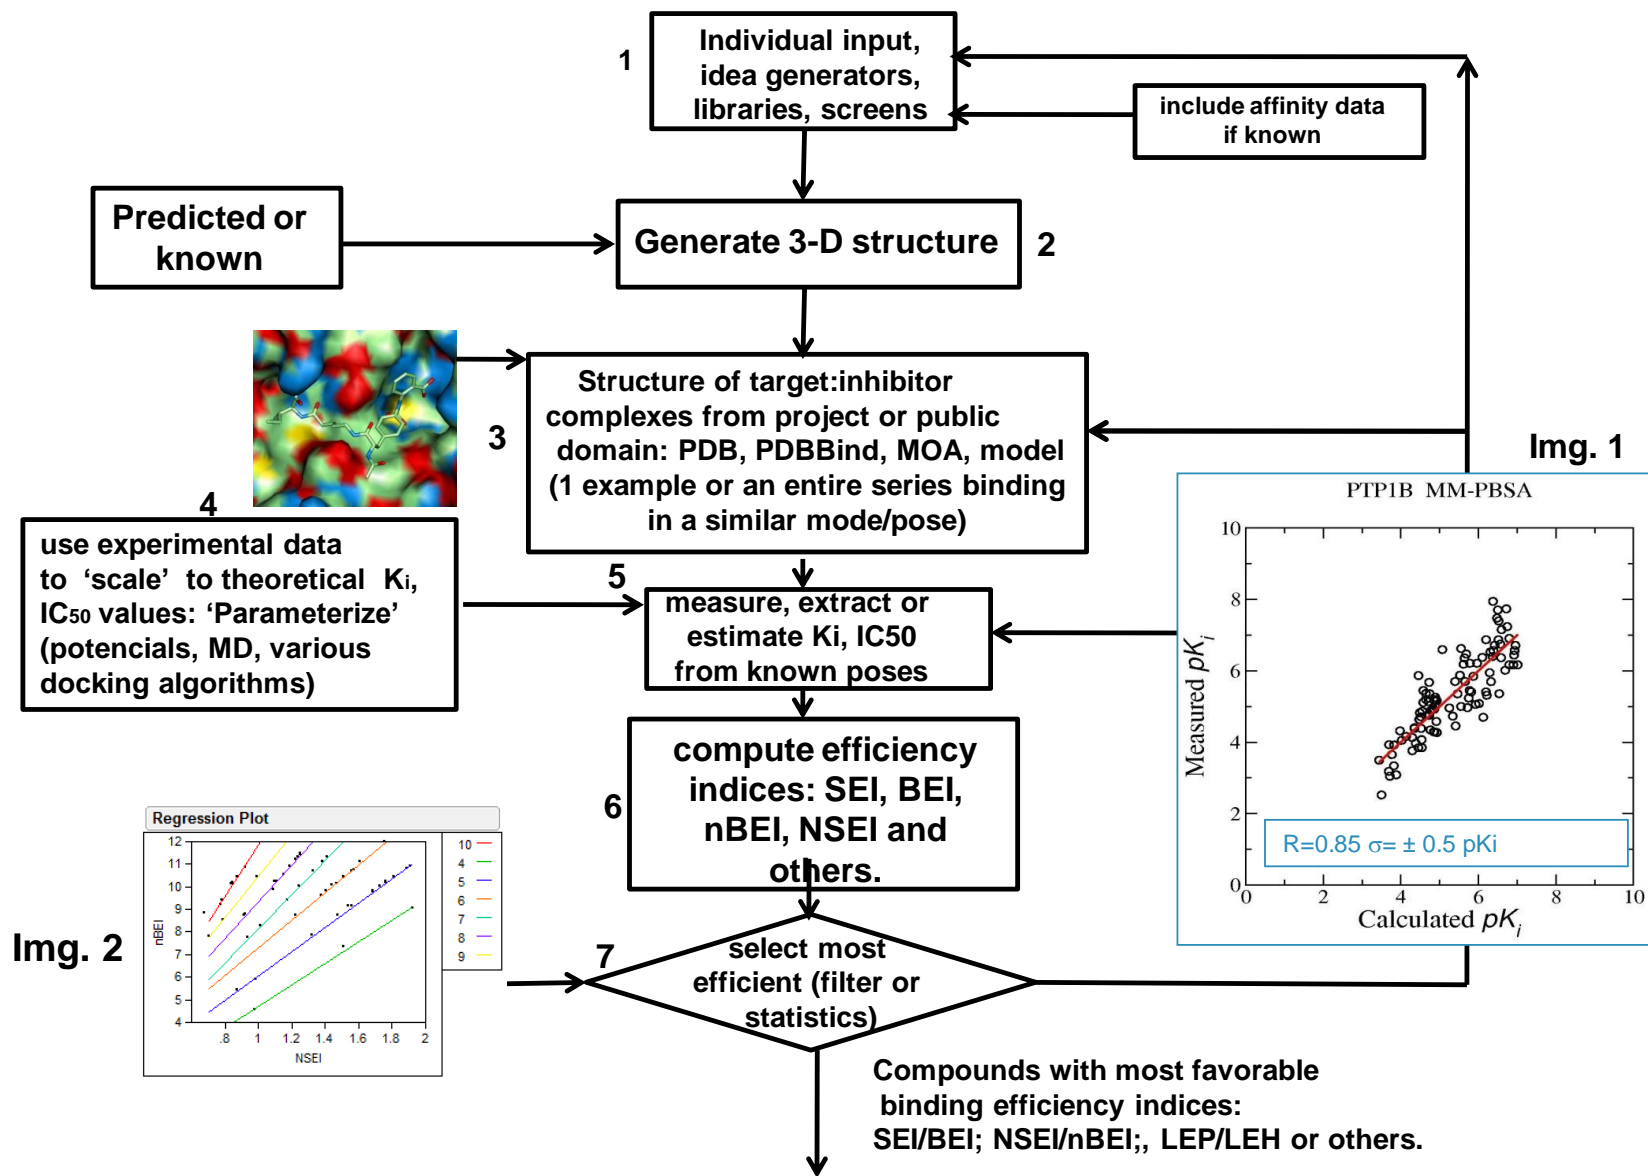 1
Individual input,
idea generators,
libraries, screens
include affinity data
if known
Predicted or
known
Generate 3-D structure
2
3
Structure of target:inhibitor
complexes from project or public
domain: PDB, PDBBind, MOA, model
(1 example or an entire series binding
in a similar mode/pose)
4
use experimental data
to ‘scale’ to theoretical Ki,
IC50 values: ‘Parameterize’
(potencials, MD, various
docking algorithms)
5
measure, extract or
estimate Ki, IC50
from known poses
Img. 1
PTP1B MM-PBSA
10
8
6
4
2
0
0
2
4
6
8
10
Measured pKi
Calculated pKi
R=0.85 σ= ± 0.5 pKi
6
compute efficiency
indices: SEI, BEI,
nBEI, NSEI and
others.
Img. 2
Regression Plot
12
11
10
9
8
7
6
5
4
nBEI
.8
1
1.2
1.4
1.6
1.8
2
NSEI
10
4
5
6
7
8
9
7
select most
efficient (filter or
statistics)
Compounds with most favorable
binding efficiency indices:
SEI/BEI; NSEI/nBEI;, LEP/LEH or others.